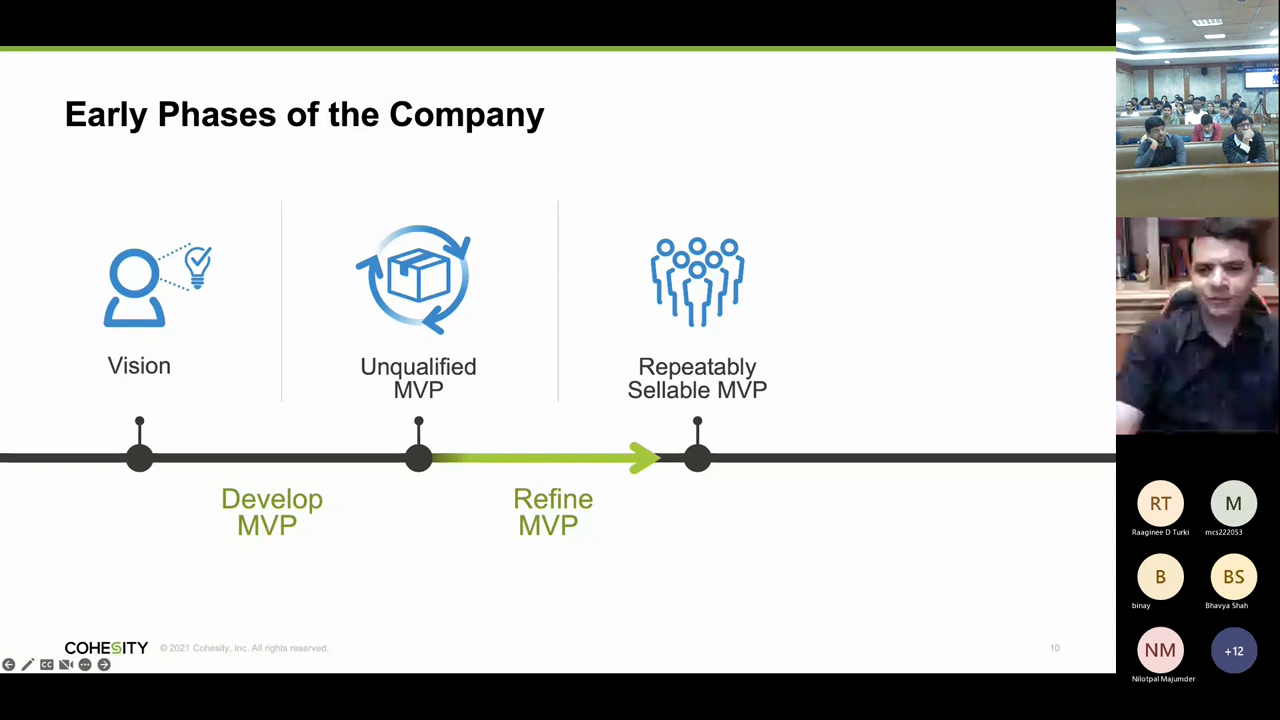 Early Phases of the Company
Vision
Unqualified
MVP
Repeatably
Sellable MVP
Develop
MVP
Refine
MVP
COHESITY
© 2021 Cohesity, Inc. All rights reserved.
10
CC
RT
Raaginee D Turki
M
mcs222053
B
binay
BS
Bhavya Shah
NM
Nilotpal Majumder
+12